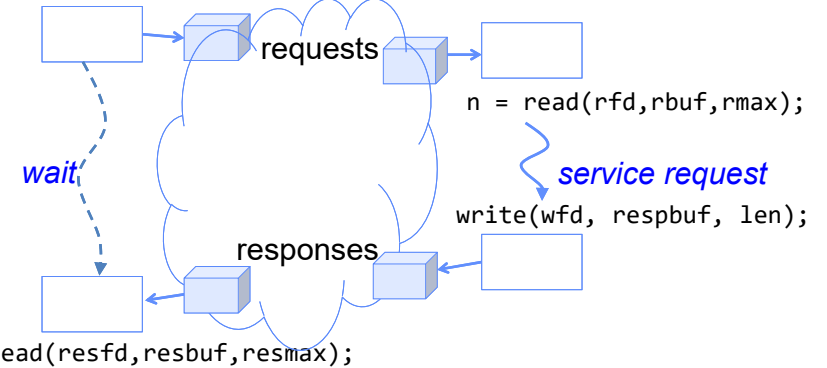 requests
n = read(rfd,rbuf,rmax);
wait
service request
write(wfd, respbuf, len);
responses
ead(resfd,resbuf,resmax);